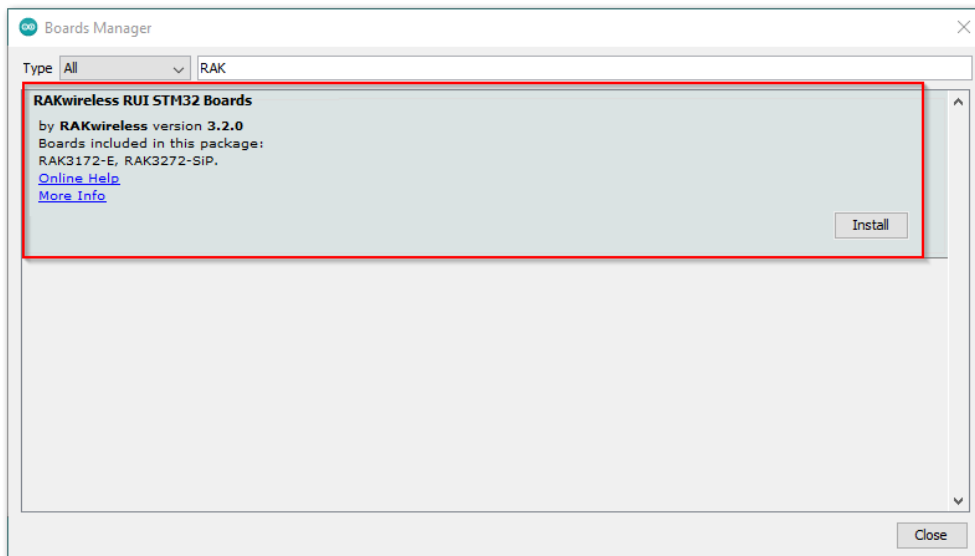 Boards Manager
Type All RAK
RAKwireless RUI STM32 Boards
by RAKwireless version 3.2.0
Boards included in this package:
RAK3172-E, RAK3272-SiP.
Online Help
More Info
Install
Close